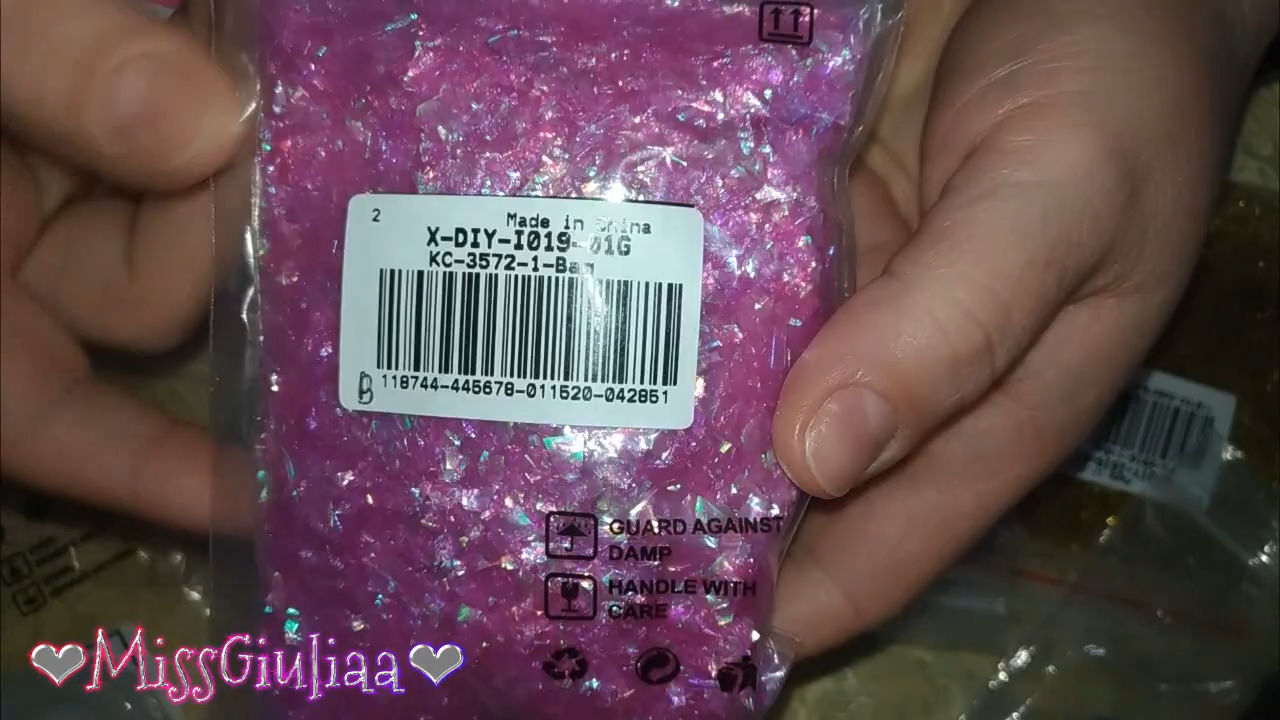 2
Made in China
X-DIY-I019-01G
KC-3572-1-Bag
118744-445678-011520-042851
B
GUARD AGAINST
DAMP
HANDLE WITH
CARE
MissGiuliaa